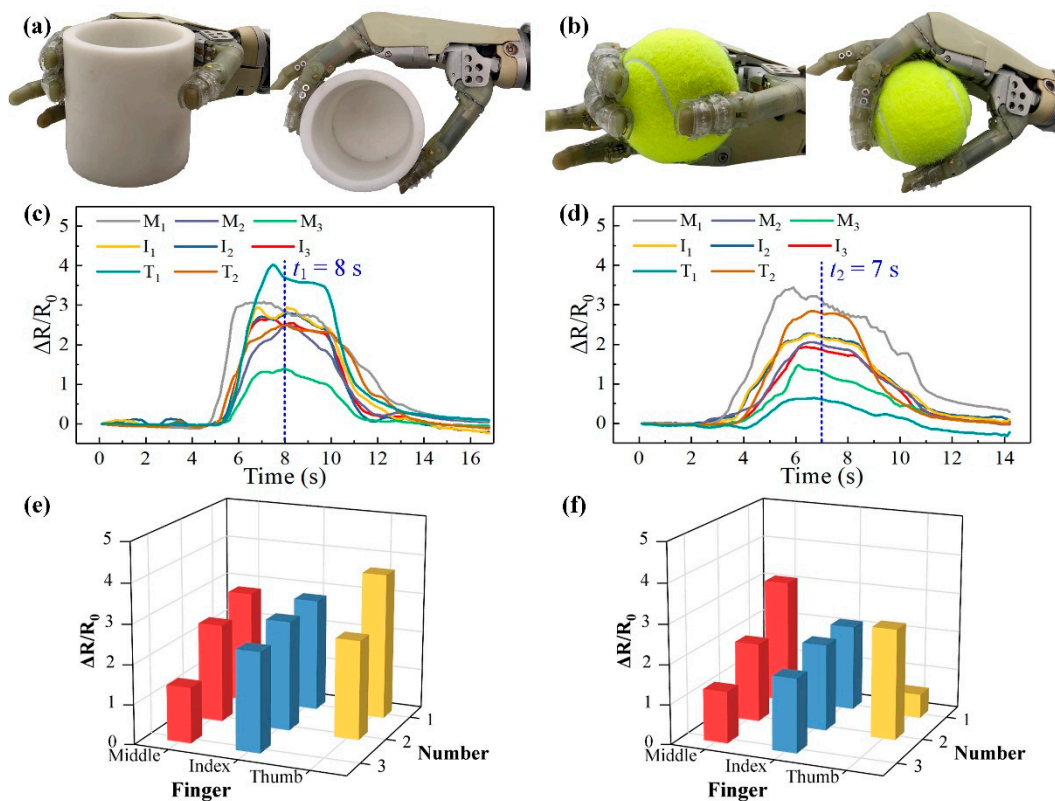 (a)
(b)
(c)
5
4
3
2
1
0
ΔR/R₀
M₁ M₂ M₃
I₁ I₂ I₃
T₁ T₂
t₁ = 8 s
0 2 4 6 8 10 12 14 16
Time (s)
(d)
5
4
3
2
1
0
ΔR/R₀
M₁ M₂ M₃
I₁ I₂ I₃
T₁ T₂
t₂ = 7 s
0 2 4 6 8 10 12 14
Time (s)
(e)
5
4
3
2
1
0
ΔR/R₀
Middle
Index
Thumb
Finger
1
2
3
Number
(f)
5
4
3
2
1
0
ΔR/R₀
Middle
Index
Thumb
Finger
1
2
3
Number